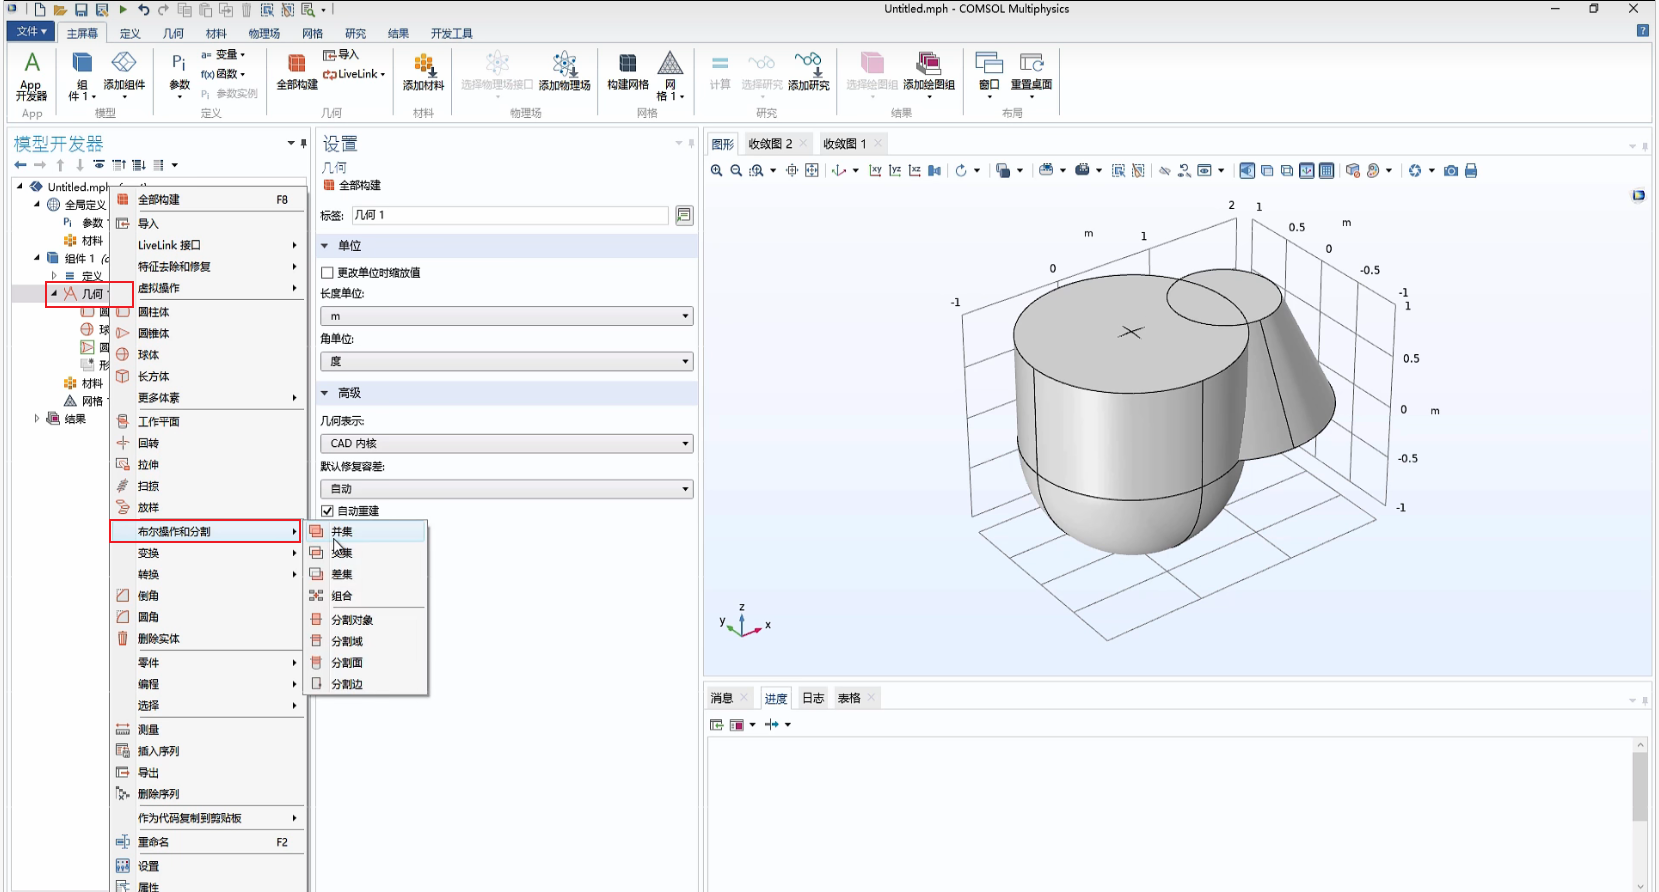 Untitled.mph - COMSOL Multiphysics
文件▾ 主屏幕 定义 几何 材料 物理场 网格 研究 结果 开发工具
App 开发器
App
组件 1 添加组件
模型
Pi 参数
a= 变量
f(x) 函数
Pi 参数实例
定义
全部构建
导入
LiveLink
几何
添加材料
材料
选择物理场接口 添加物理场
物理场
构建网格 网格 1
网格
计算 选择研究 添加研究
研究
选择绘图组 添加绘图组
结果
窗口 重置桌面
布局
模型开发器
Untitled.mph
全局定义
Pi 参数
材料
组件 1
定义
几何
圆
球
圆
形
材料
网格
结果
全部构建 F8
导入
LiveLink 接口
特征去除和修复
虚拟操作
圆柱体
圆锥体
球体
长方体
更多体素
工作平面
回转
拉伸
扫掠
放样
布尔操作和分割
变换
转换
倒角
圆角
删除实体
零件
编程
选择
测量
插入序列
导出
删除序列
作为代码复制到剪贴板
重命名 F2
设置
属性
并集
交集
差集
组合
分割对象
分割域
分割面
分割边
设置
几何
全部构建
标签: 几何 1
单位
更改单位时缩放值
长度单位:
m
角单位:
度
高级
几何表示:
CAD 内核
默认修复容差:
自动
自动重建
图形 收敛图 2 收敛图 1
xy yz xz
2 1
m 1 0.5 m
0 0
-1 -0.5
-1
1
0.5
0 m
-0.5
-1
z
y x
消息 进度 日志 表格